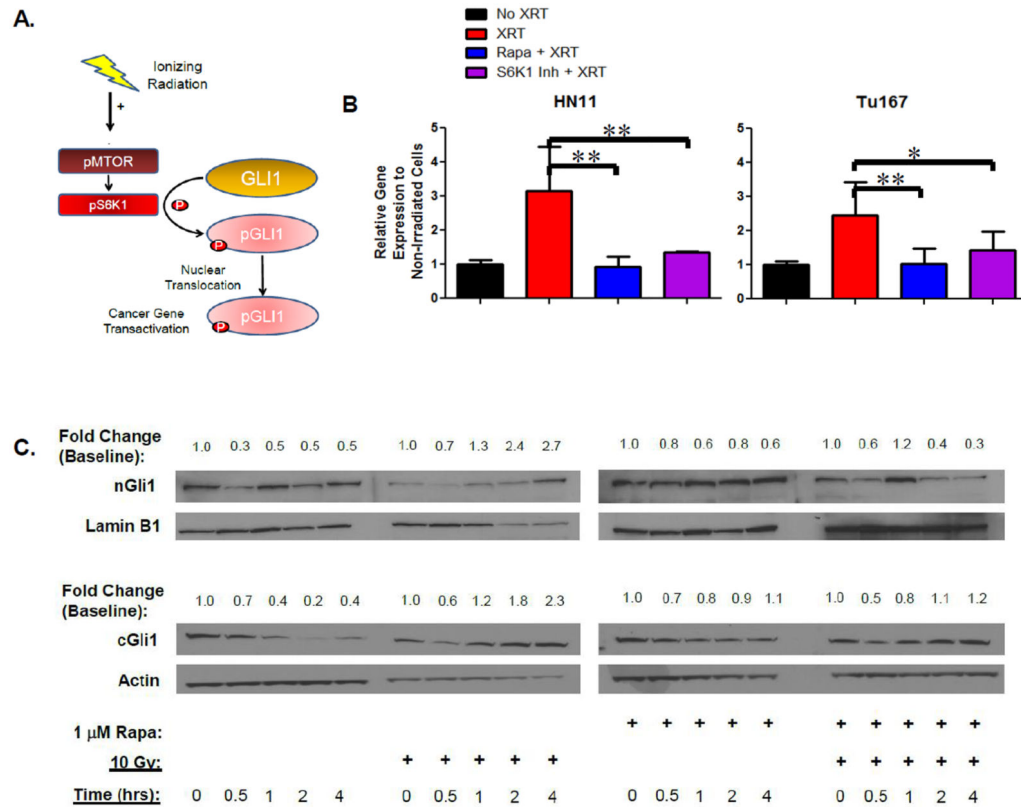 A.
Ionizing
Radiation
+
pMTOR
pS6K1
GLI1
P
pGLI1
P
Nuclear
Translocation
Cancer Gene
Transactivation
pGLI1
P
No XRT
XRT
Rapa + XRT
S6K1 Inh + XRT
B
HN11
Tu167
Relative Gene
Expression to
Non-Irradiated Cells
5
4
3
2
1
0
**
**
5
4
3
2
1
0
*
**
C.
Fold Change
(Baseline):
1.0 0.3 0.5 0.5 0.5 1.0 0.7 1.3 2.4 2.7 1.0 0.8 0.6 0.8 0.6 1.0 0.6 1.2 0.4 0.3
nGli1
Lamin B1
Fold Change
(Baseline):
1.0 0.7 0.4 0.2 0.4 1.0 0.6 1.2 1.8 2.3 1.0 0.7 0.8 0.9 1.1 1.0 0.5 0.8 1.1 1.2
cGli1
Actin
1 µM Rapa: + + + + + + + + + +
10 Gy: + + + + + + + + + +
Time (hrs): 0 0.5 1 2 4 0 0.5 1 2 4 0 0.5 1 2 4 0 0.5 1 2 4